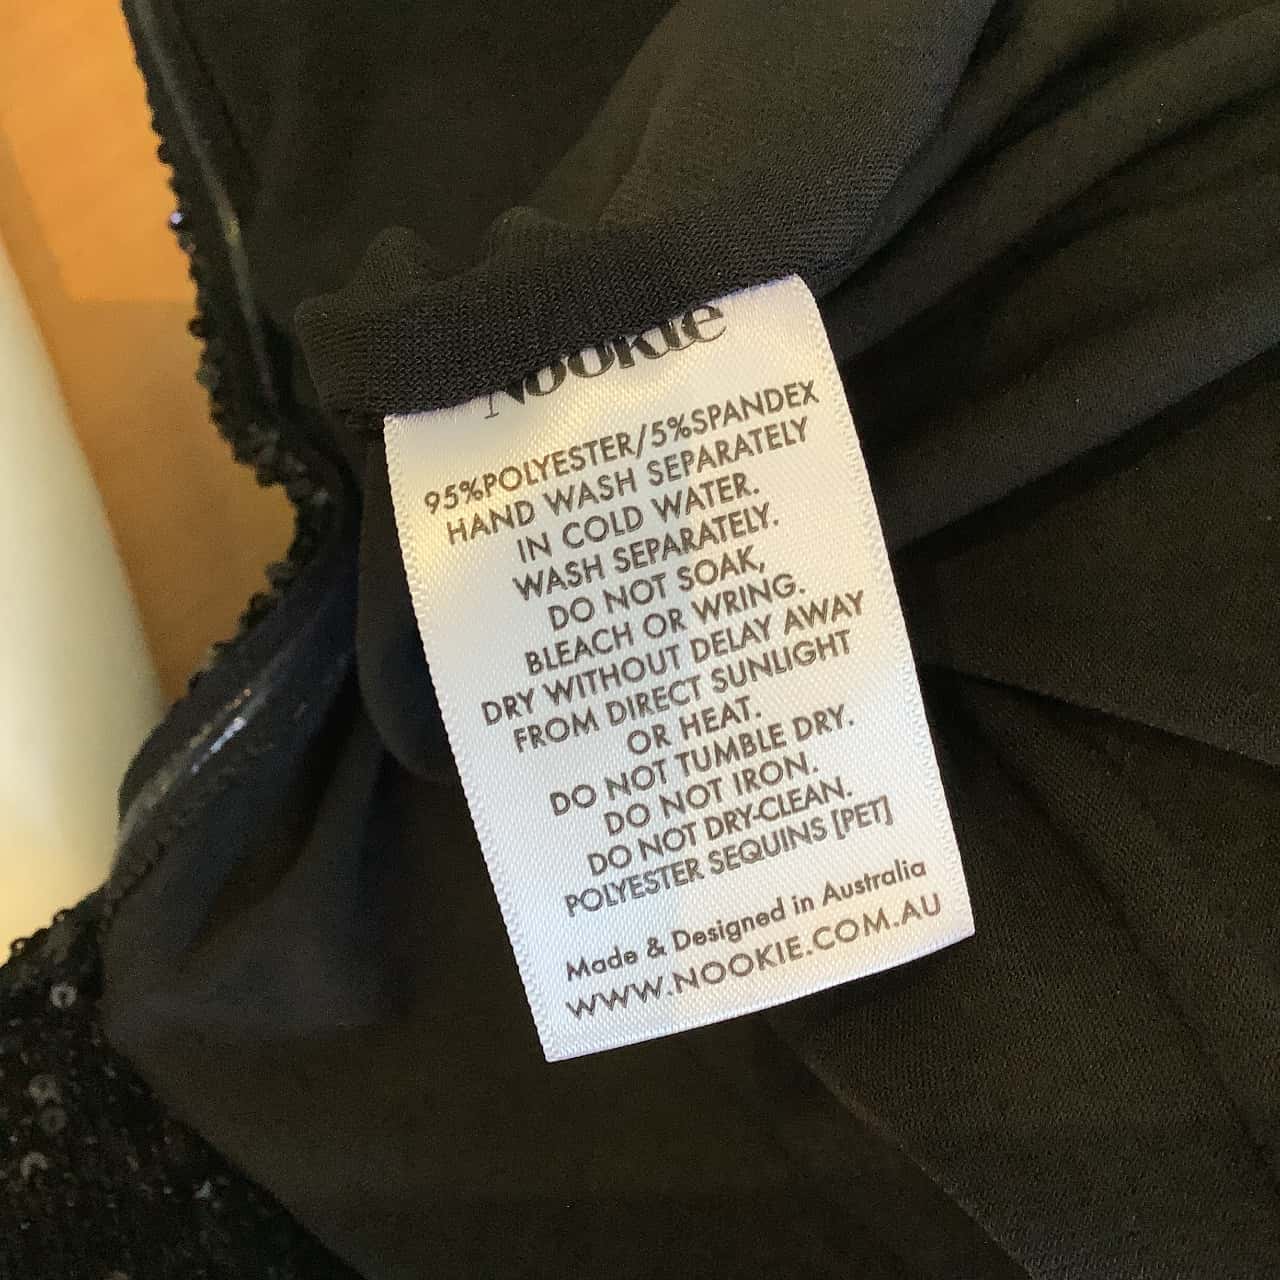 Nookie
95%POLYESTER/5%SPANDEX
HAND WASH SEPARATELY
IN COLD WATER.
WASH SEPARATELY.
DO NOT SOAK,
BLEACH OR WRING.
DRY WITHOUT DELAY AWAY
FROM DIRECT SUNLIGHT
OR HEAT.
DO NOT TUMBLE DRY.
DO NOT IRON.
DO NOT DRY-CLEAN.
POLYESTER SEQUINS [PET]
Made & Designed in Australia
WWW.NOOKIE.COM.AU